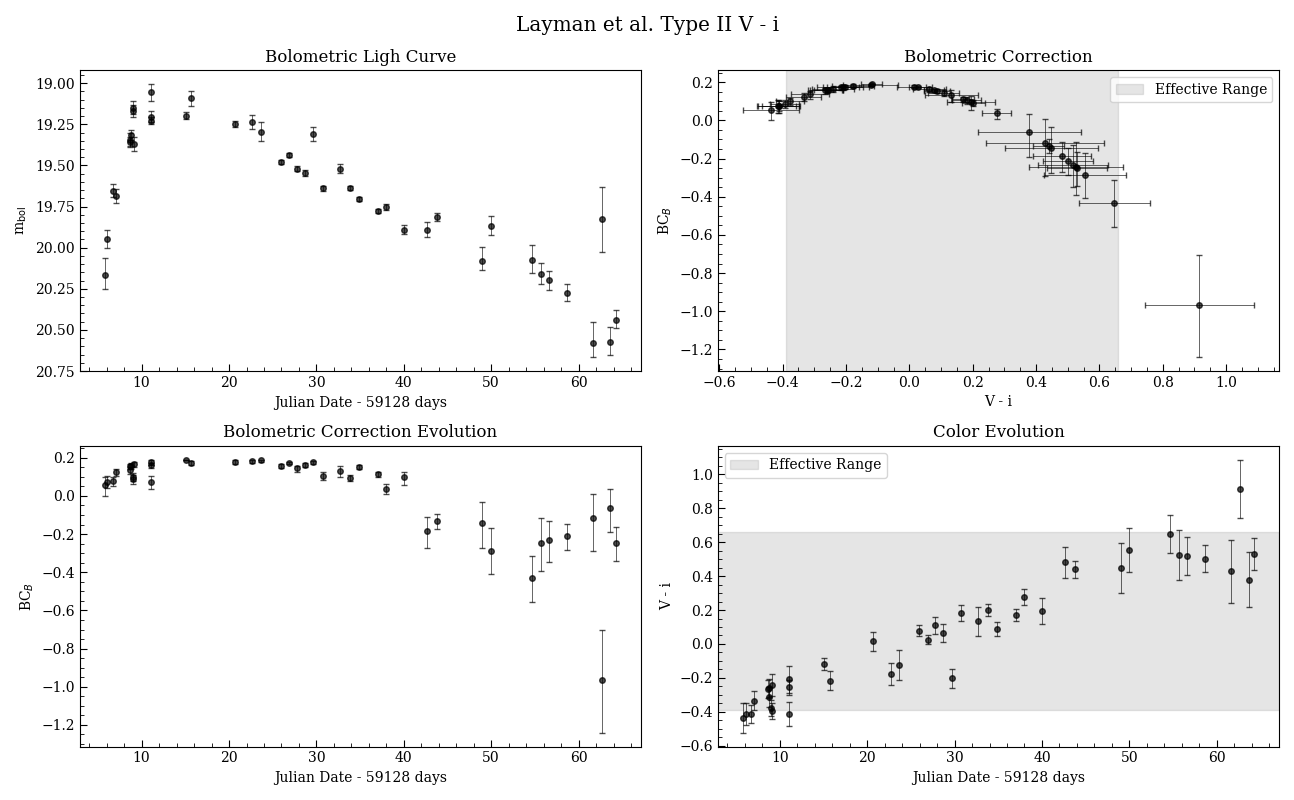 Layman et al. Type II V - i
Bolometric Ligh Curve
19.00
19.25
19.50
19.75
20.00
20.25
20.50
20.75
m_bol
10 20 30 40 50 60
Julian Date - 59128 days
Bolometric Correction
Effective Range
0.2
0.0
−0.2
−0.4
−0.6
−0.8
−1.0
−1.2
BC_B
−0.6 −0.4 −0.2 0.0 0.2 0.4 0.6 0.8 1.0
V - i
Bolometric Correction Evolution
0.2
0.0
−0.2
−0.4
−0.6
−0.8
−1.0
−1.2
BC_B
10 20 30 40 50 60
Julian Date - 59128 days
Color Evolution
Effective Range
1.0
0.8
0.6
0.4
0.2
0.0
−0.2
−0.4
−0.6
V - i
10 20 30 40 50 60
Julian Date - 59128 days